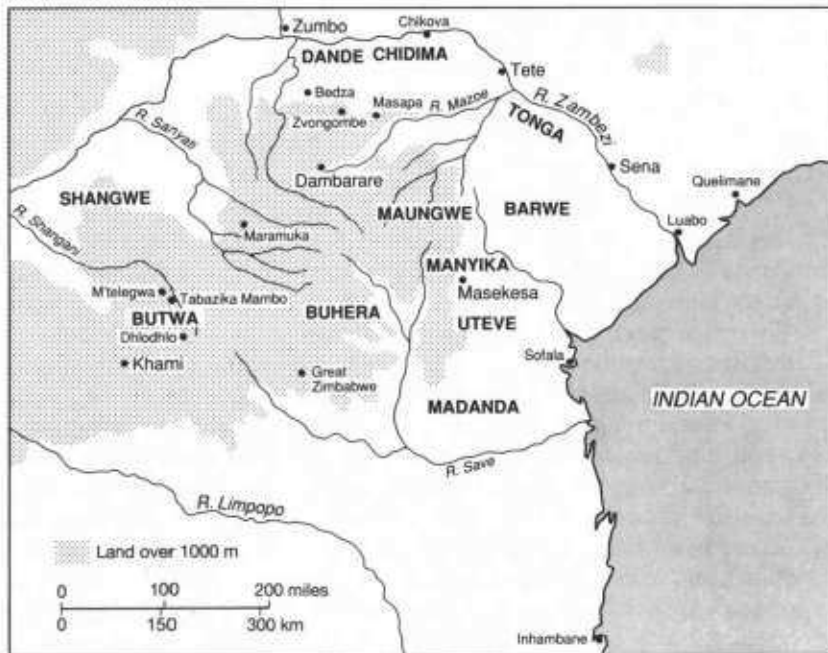 Zumbo
Chikova
DANDE CHIDIMA
Tete
Bedza
Masapa
R. Mazoe
R. Zambezi
Zvongombe
TONGA
R. Sanyati
Dambarare
Sena
Quelimane
SHANGWE
MAUNGWE
BARWE
Luabo
R. Shangani
Maramuka
MANYIKA
M'telegwa
Tabazika Mambo
Masekesa
BUTWA
BUHERA
UTEVE
Dhlodhlo
Sofala
Khami
Great
Zimbabwe
INDIAN OCEAN
MADANDA
R. Save
R. Limpopo
Land over 1000 m
0 100 200 miles
0 150 300 km
Inhambane